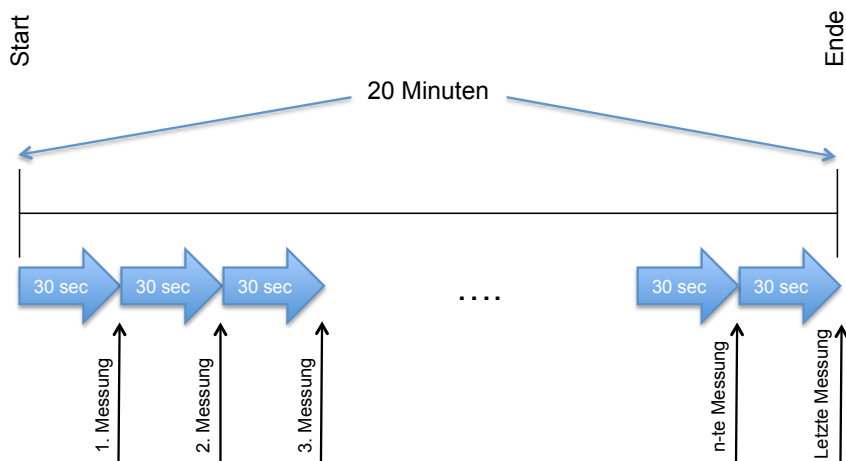 Start
Ende
20 Minuten
30 sec
30 sec
30 sec
....
30 sec
30 sec
1. Messung
2. Messung
3. Messung
n-te Messung
Letzte Messung